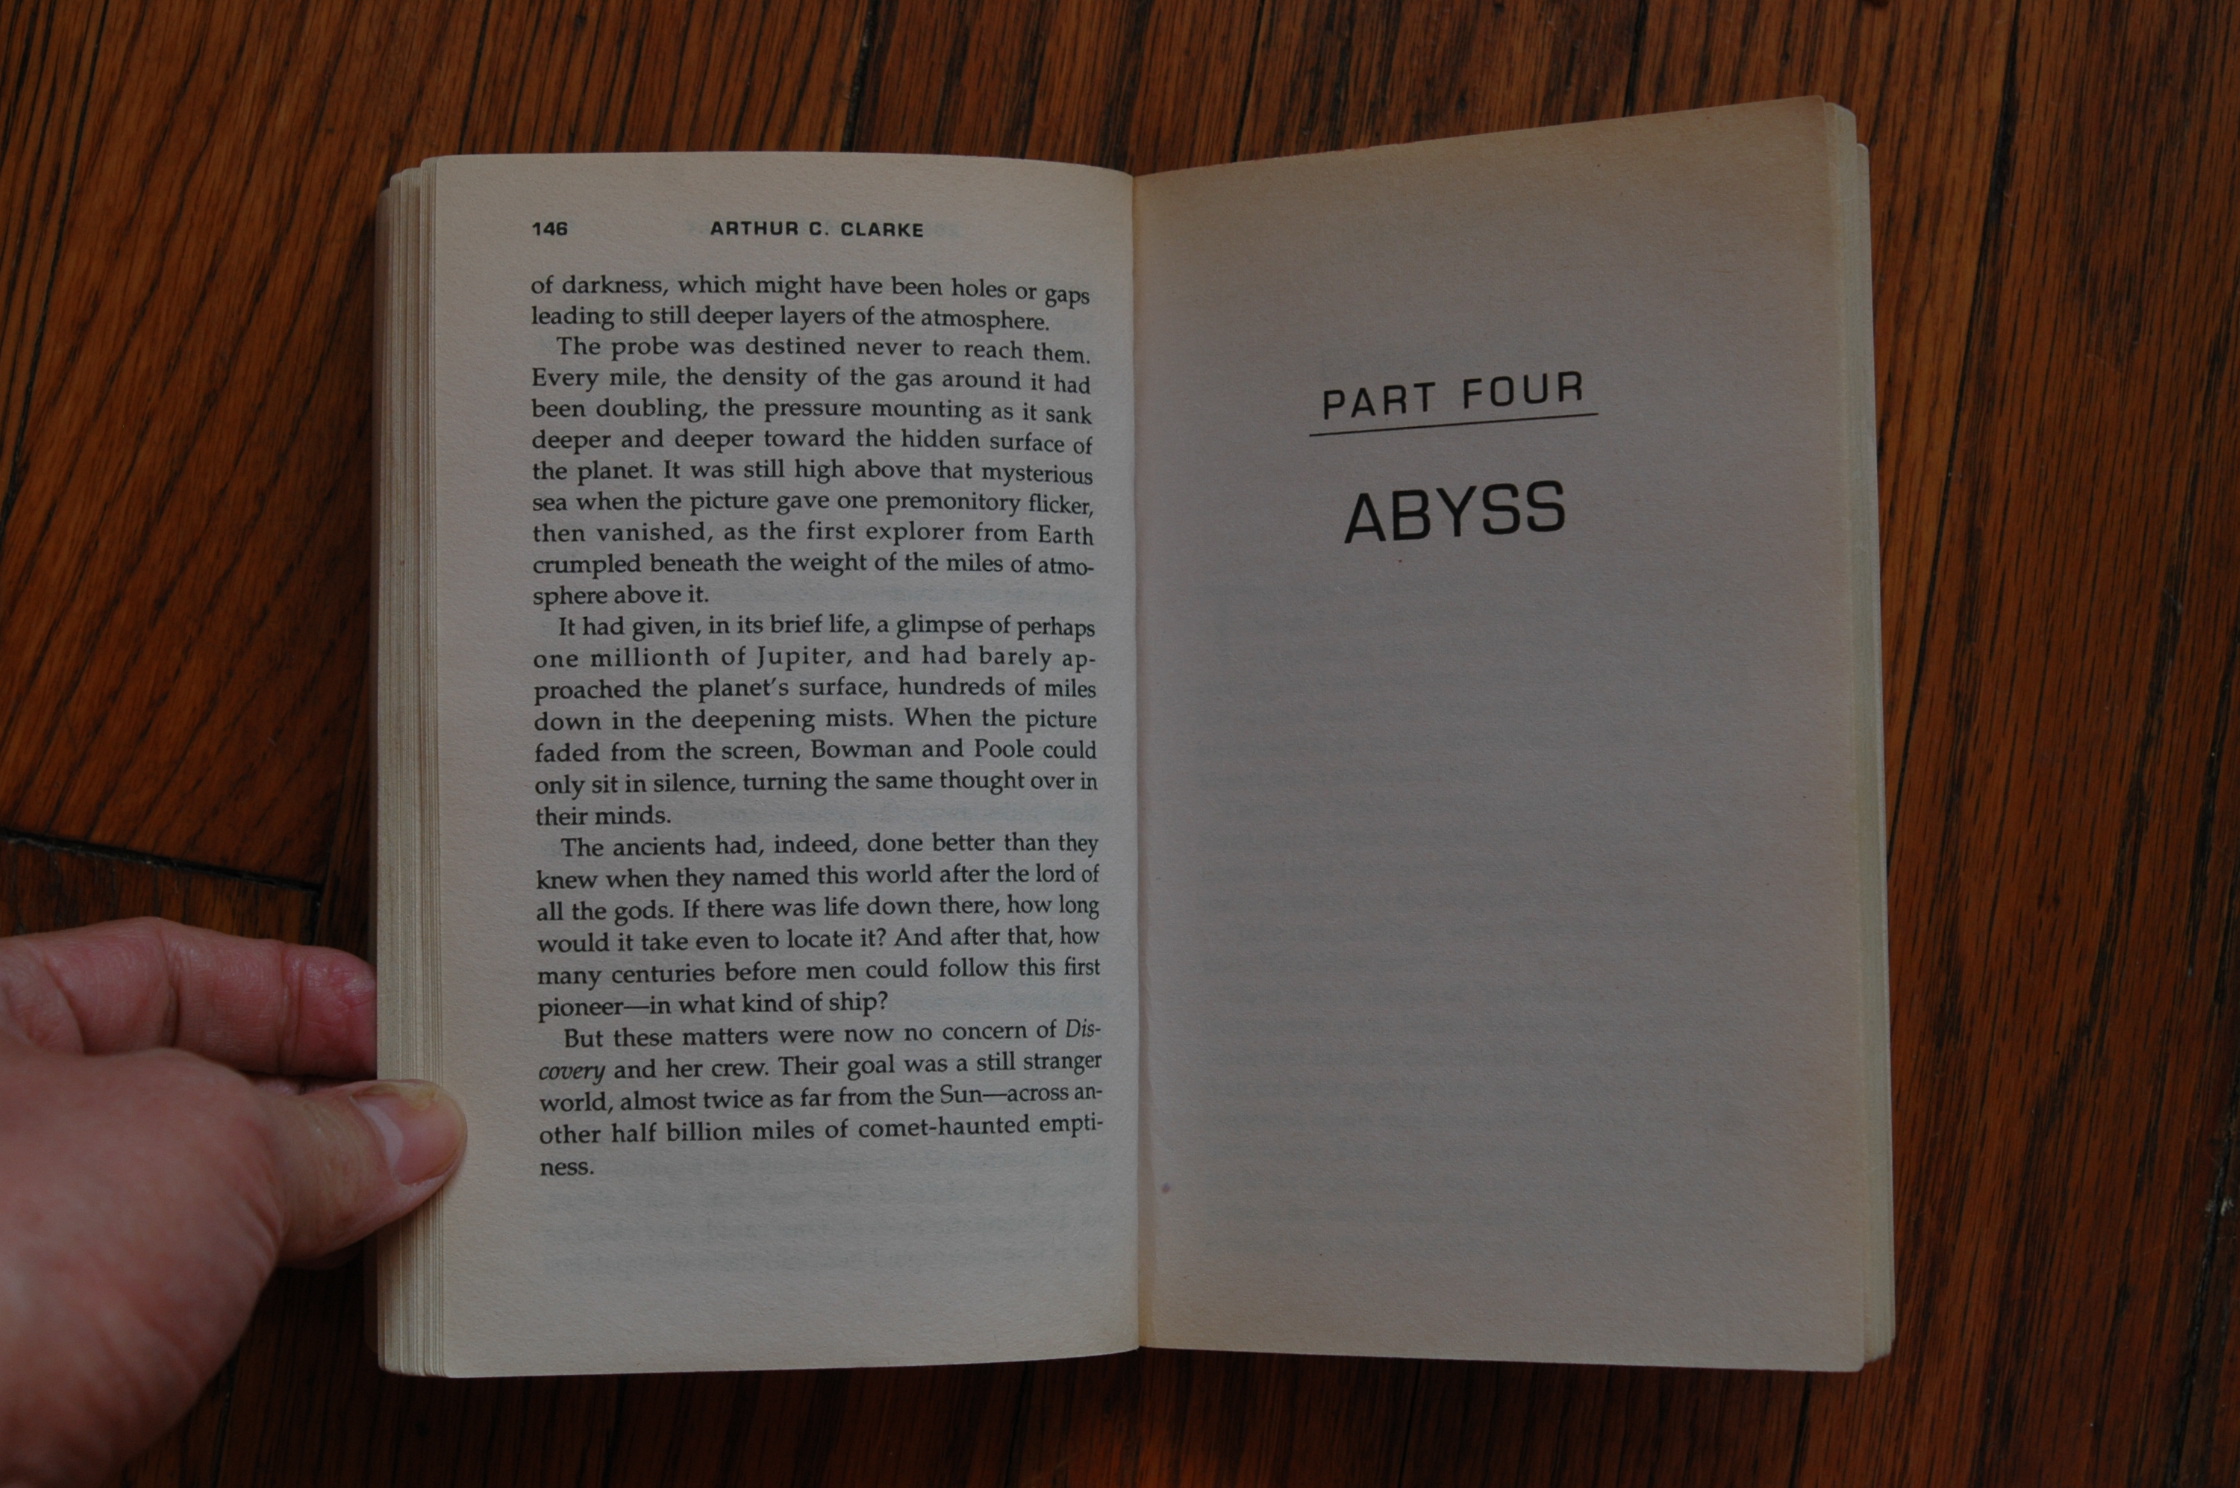 146
ARTHUR C. CLARKE
of darkness, which might have been holes or gaps
leading to still deeper layers of the atmosphere.
The probe was destined never to reach them.
Every mile, the density of the gas around it had
been doubling, the pressure mounting as it sank
deeper and deeper toward the hidden surface of
the planet. It was still high above that mysterious
sea when the picture gave one premonitory flicker,
then vanished, as the first explorer from Earth
crumpled beneath the weight of the miles of atmo-
sphere above it.
It had given, in its brief life, a glimpse of perhaps
one millionth of Jupiter, and had barely ap-
proached the planet's surface, hundreds of miles
down in the deepening mists. When the picture
faded from the screen, Bowman and Poole could
only sit in silence, turning the same thought over in
their minds.
The ancients had, indeed, done better than they
knew when they named this world after the lord of
all the gods. If there was life down there, how long
would it take even to locate it? And after that, how
many centuries before men could follow this first
pioneer—in what kind of ship?
But these matters were now no concern of Dis-
covery and her crew. Their goal was a still stranger
world, almost twice as far from the Sun—across an-
other half billion miles of comet-haunted empti-
ness.
PART FOUR
ABYSS